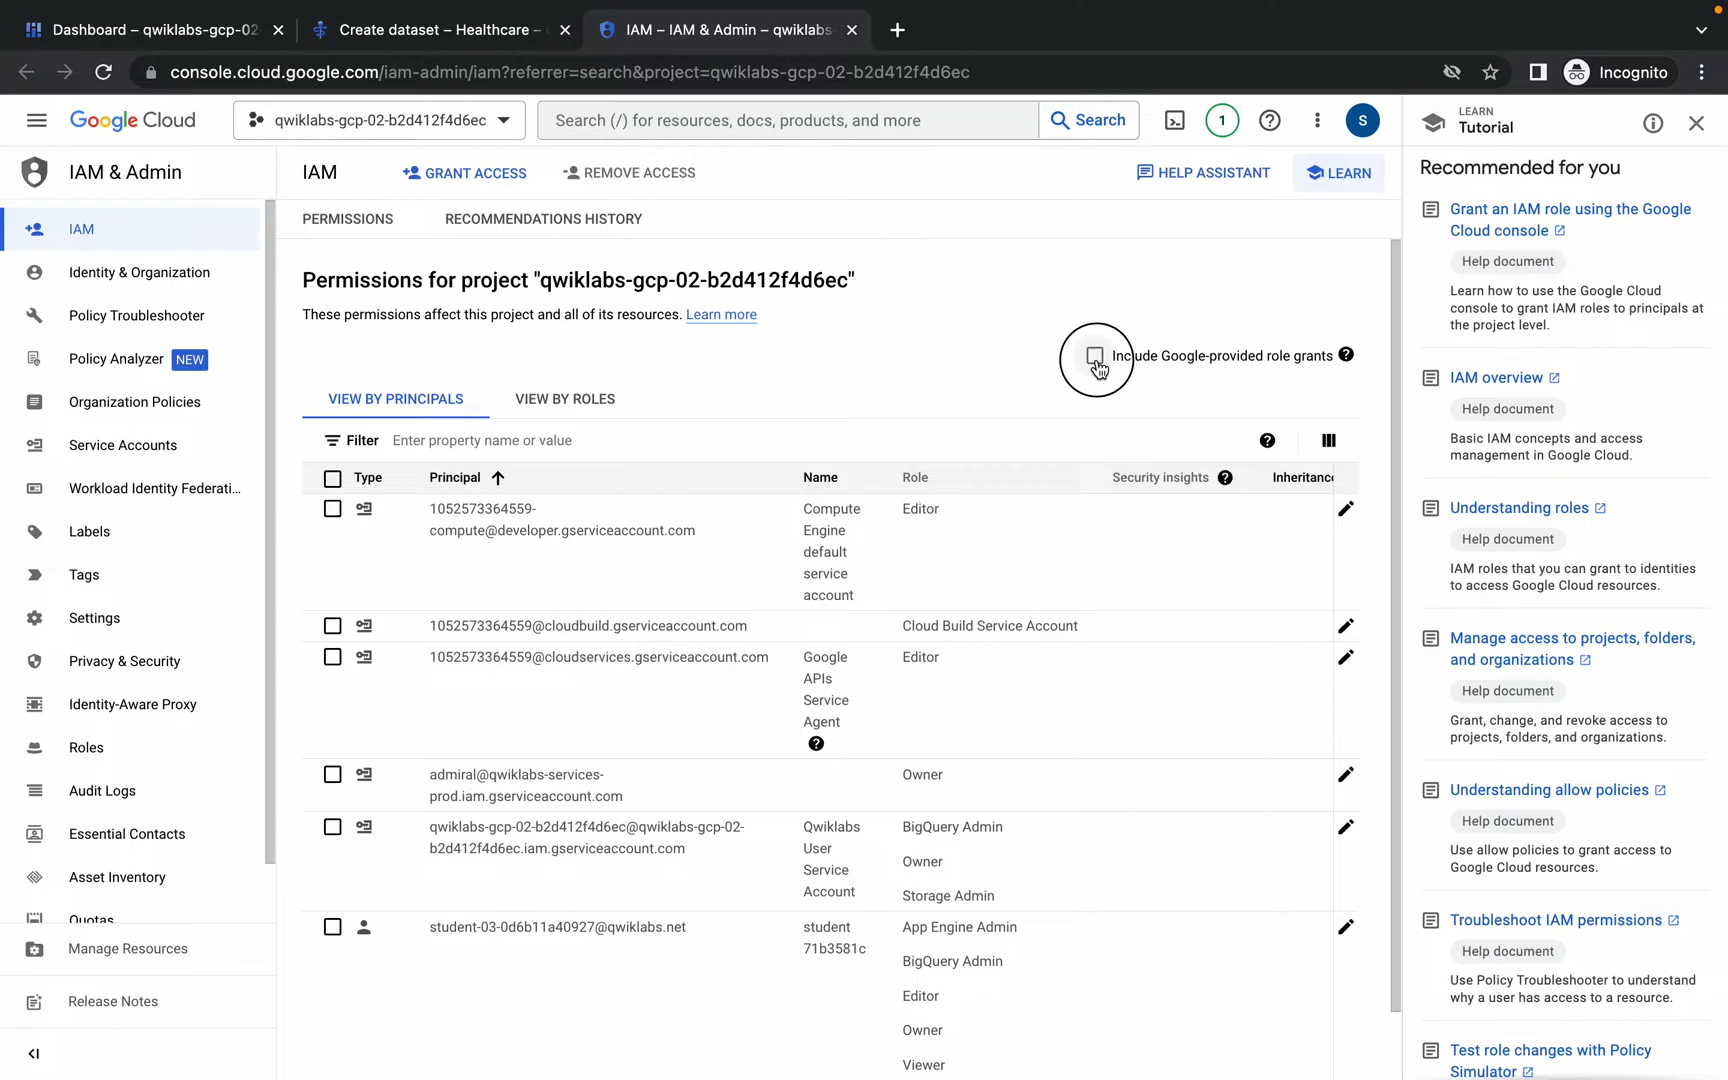 Dashboard – qwiklabs-gcp-02
Create dataset – Healthcare –
IAM – IAM & Admin – qwiklabs-
console.cloud.google.com/iam-admin/iam?referrer=search&project=qwiklabs-gcp-02-b2d412f4d6ec
Incognito
Google Cloud
qwiklabs-gcp-02-b2d412f4d6ec
Search (/) for resources, docs, products, and more
Search
1
S
LEARN
Tutorial
IAM & Admin
IAM
GRANT ACCESS
REMOVE ACCESS
HELP ASSISTANT
LEARN
IAM
Identity & Organization
Policy Troubleshooter
Policy Analyzer NEW
Organization Policies
Service Accounts
Workload Identity Federati...
Labels
Tags
Settings
Privacy & Security
Identity-Aware Proxy
Roles
Audit Logs
Essential Contacts
Asset Inventory
Quotas
Manage Resources
Release Notes
PERMISSIONS
RECOMMENDATIONS HISTORY
Permissions for project "qwiklabs-gcp-02-b2d412f4d6ec"
These permissions affect this project and all of its resources. Learn more
Include Google-provided role grants
VIEW BY PRINCIPALS
VIEW BY ROLES
Filter Enter property name or value
Type Principal Name Role Security insights Inheritance
1052573364559-
compute@developer.gserviceaccount.com
Compute
Engine
default
service
account
Editor
1052573364559@cloudbuild.gserviceaccount.com
Cloud Build Service Account
1052573364559@cloudservices.gserviceaccount.com
Google
APIs
Service
Agent
Editor
admiral@qwiklabs-services-
prod.iam.gserviceaccount.com
Owner
qwiklabs-gcp-02-b2d412f4d6ec@qwiklabs-gcp-02-
b2d412f4d6ec.iam.gserviceaccount.com
Qwiklabs
User
Service
Account
BigQuery Admin
Owner
Storage Admin
student-03-0d6b11a40927@qwiklabs.net
student
71b3581c
App Engine Admin
BigQuery Admin
Editor
Owner
Viewer
Recommended for you
Grant an IAM role using the Google
Cloud console
Help document
Learn how to use the Google Cloud
console to grant IAM roles to principals at
the project level.
IAM overview
Help document
Basic IAM concepts and access
management in Google Cloud.
Understanding roles
Help document
IAM roles that you can grant to identities
to access Google Cloud resources.
Manage access to projects, folders,
and organizations
Help document
Grant, change, and revoke access to
projects, folders, and organizations.
Understanding allow policies
Help document
Use allow policies to grant access to
Google Cloud resources.
Troubleshoot IAM permissions
Help document
Use Policy Troubleshooter to understand
why a user has access to a resource.
Test role changes with Policy
Simulator